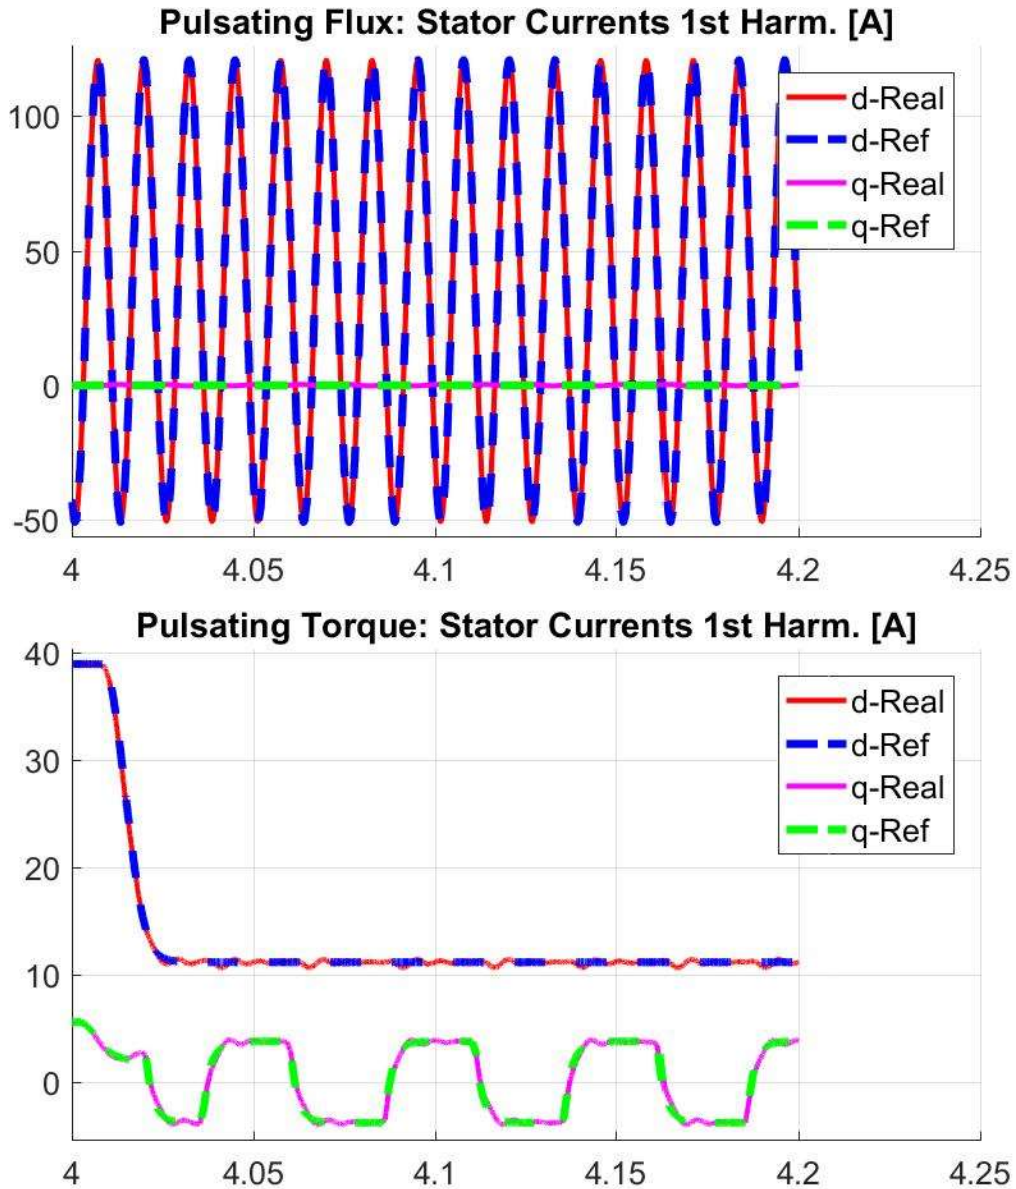 Pulsating Flux: Stator Currents 1st Harm. [A]
100
50
0
-50
4 4.05 4.1 4.15 4.2 4.25
d-Real
d-Ref
q-Real
q-Ref
Pulsating Torque: Stator Currents 1st Harm. [A]
40
30
20
10
0
4 4.05 4.1 4.15 4.2 4.25
d-Real
d-Ref
q-Real
q-Ref